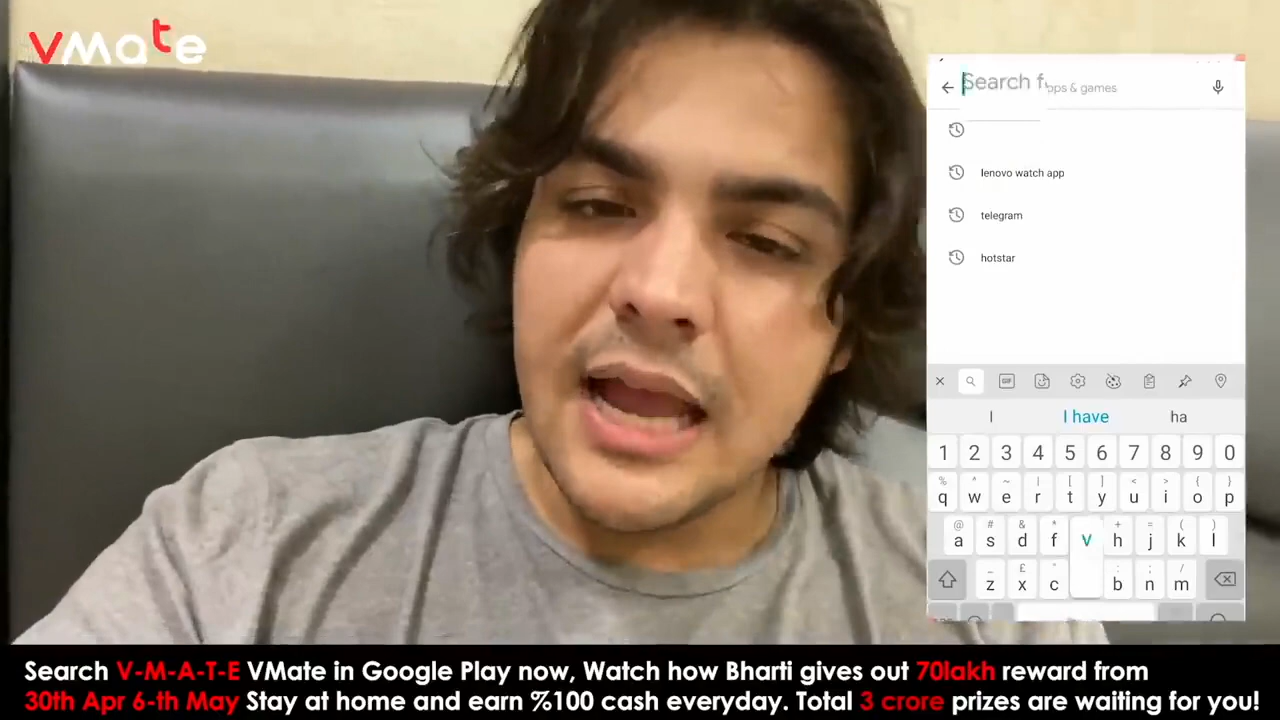 VMate
Search f
pps & games
lenovo watch app
telegram
hotstar
GIF
I
I have
ha
1 2 3 4 5 6 7 8 9 0
% ^ ~ | [ ] < > { }
q w e r t y u i o p
@ # & * + = ( )
a s d f v h j k l
_ £ " : ; /
z x c b n m
Search V-M-A-T-E VMate in Google Play now, Watch how Bharti gives out 70lakh reward from
30th Apr 6-th May Stay at home and earn %100 cash everyday. Total 3 crore prizes are waiting for you!